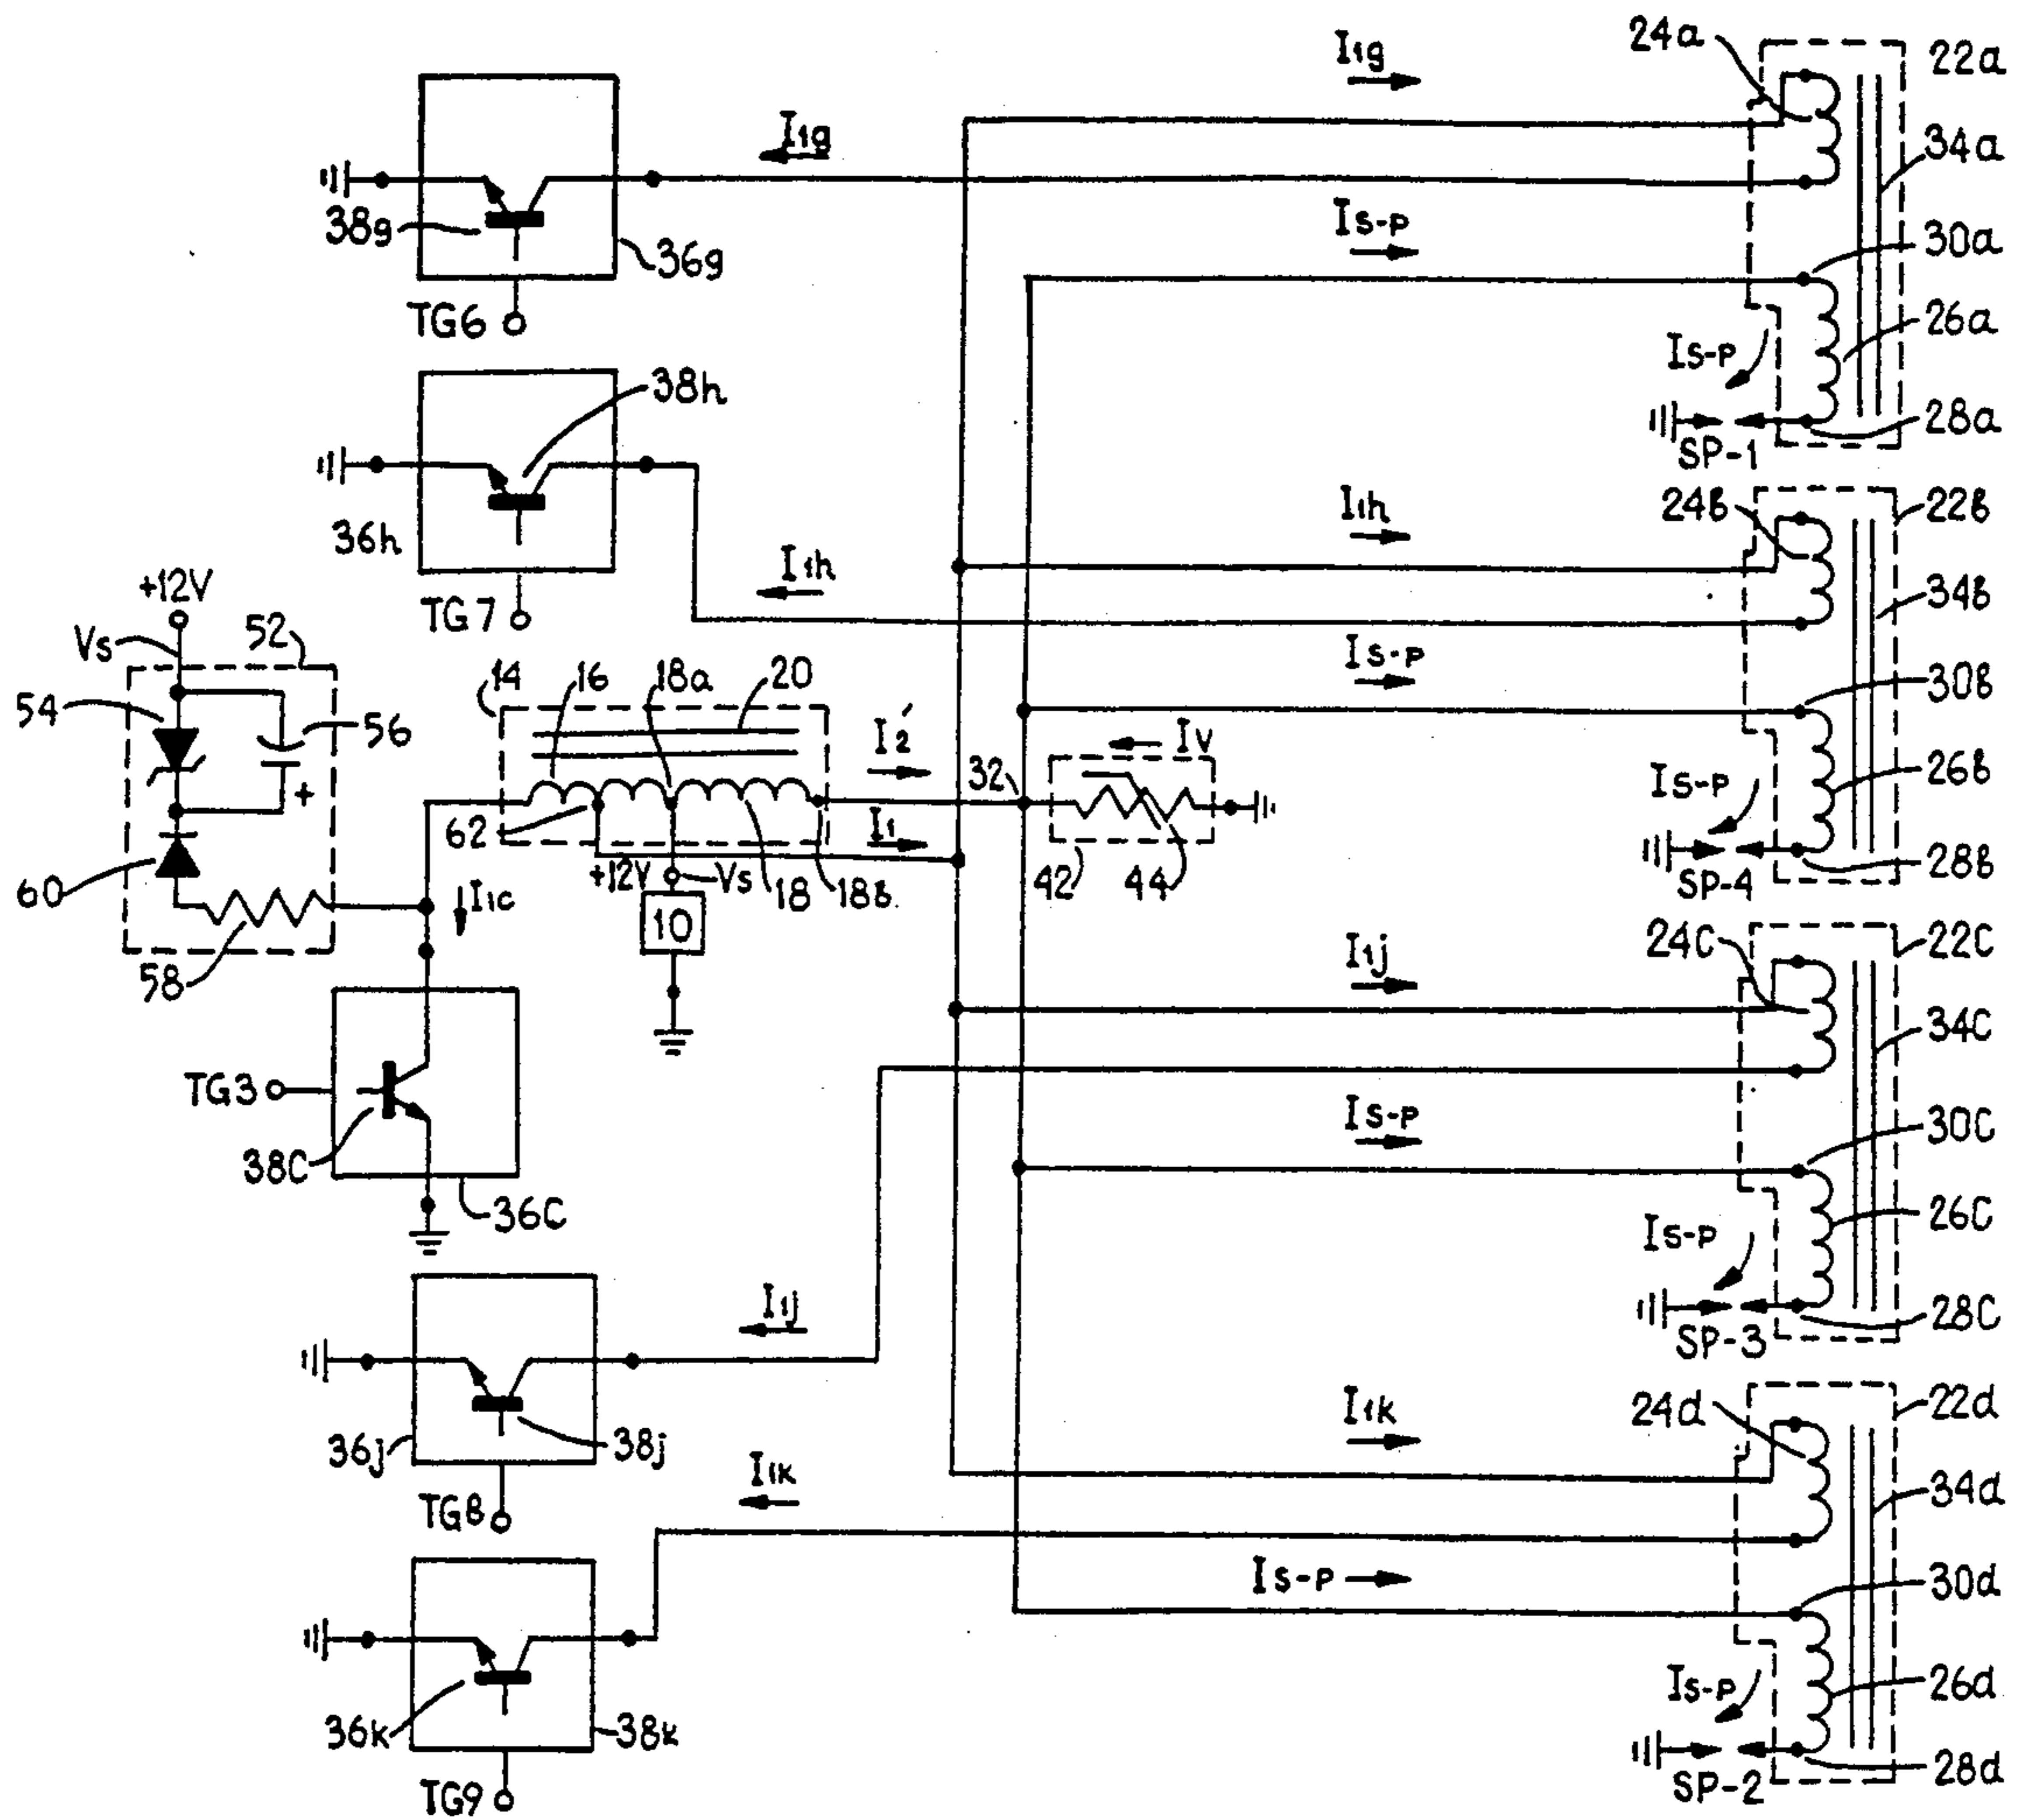 24a
I1g
22a
34a
I1g
38g
36g
Is-p
30a
TG6
26a
Is-p
38h
28a
SP-1
36h
I1h
24b
22b
I1h
+12V
TG7
34b
Vs
52
14
16
18a
20
Is-p
30b
54
56
I2'
Iv
32
26b
+
Is-p
62
I1
+12V
Vs
18
18b
42
44
SP-4
28b
60
I1c
10
58
24c
22c
I1j
34c
TG3
Is-p
30c
38c
36c
26c
Is-p
I1j
SP-3
28c
I1k
24d
22d
36j
38j
I1k
TG8
34d
Is-p
30d
36k
38k
26d
Is-p
TG9
SP-2
28d